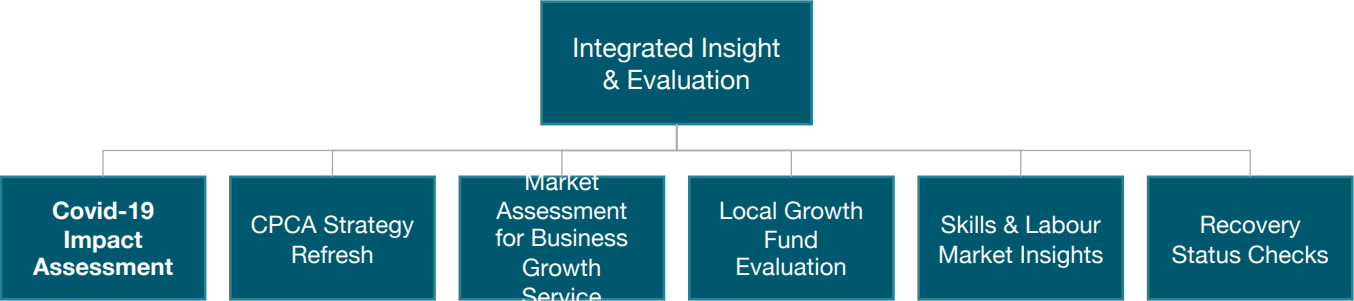 Integrated Insight
& Evaluation
Covid-19
Impact
Assessment
CPCA Strategy
Refresh
Market
Assessment
for Business
Growth
Service
Local Growth
Fund
Evaluation
Skills & Labour
Market Insights
Recovery
Status Checks